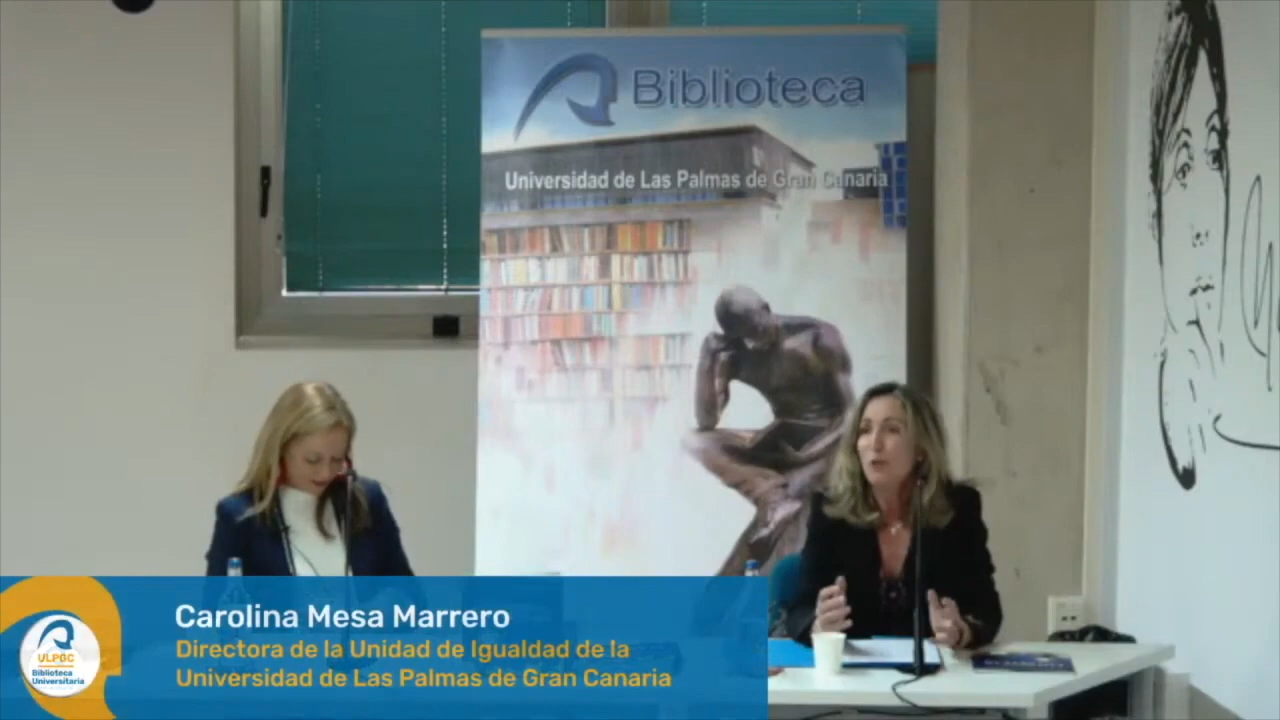 Biblioteca
Universidad de Las Palmas de Gran Canaria
Carolina Mesa Marrero
Directora de la Unidad de Igualdad de la
Universidad de Las Palmas de Gran Canaria
ULPGC
Biblioteca
Universitaria